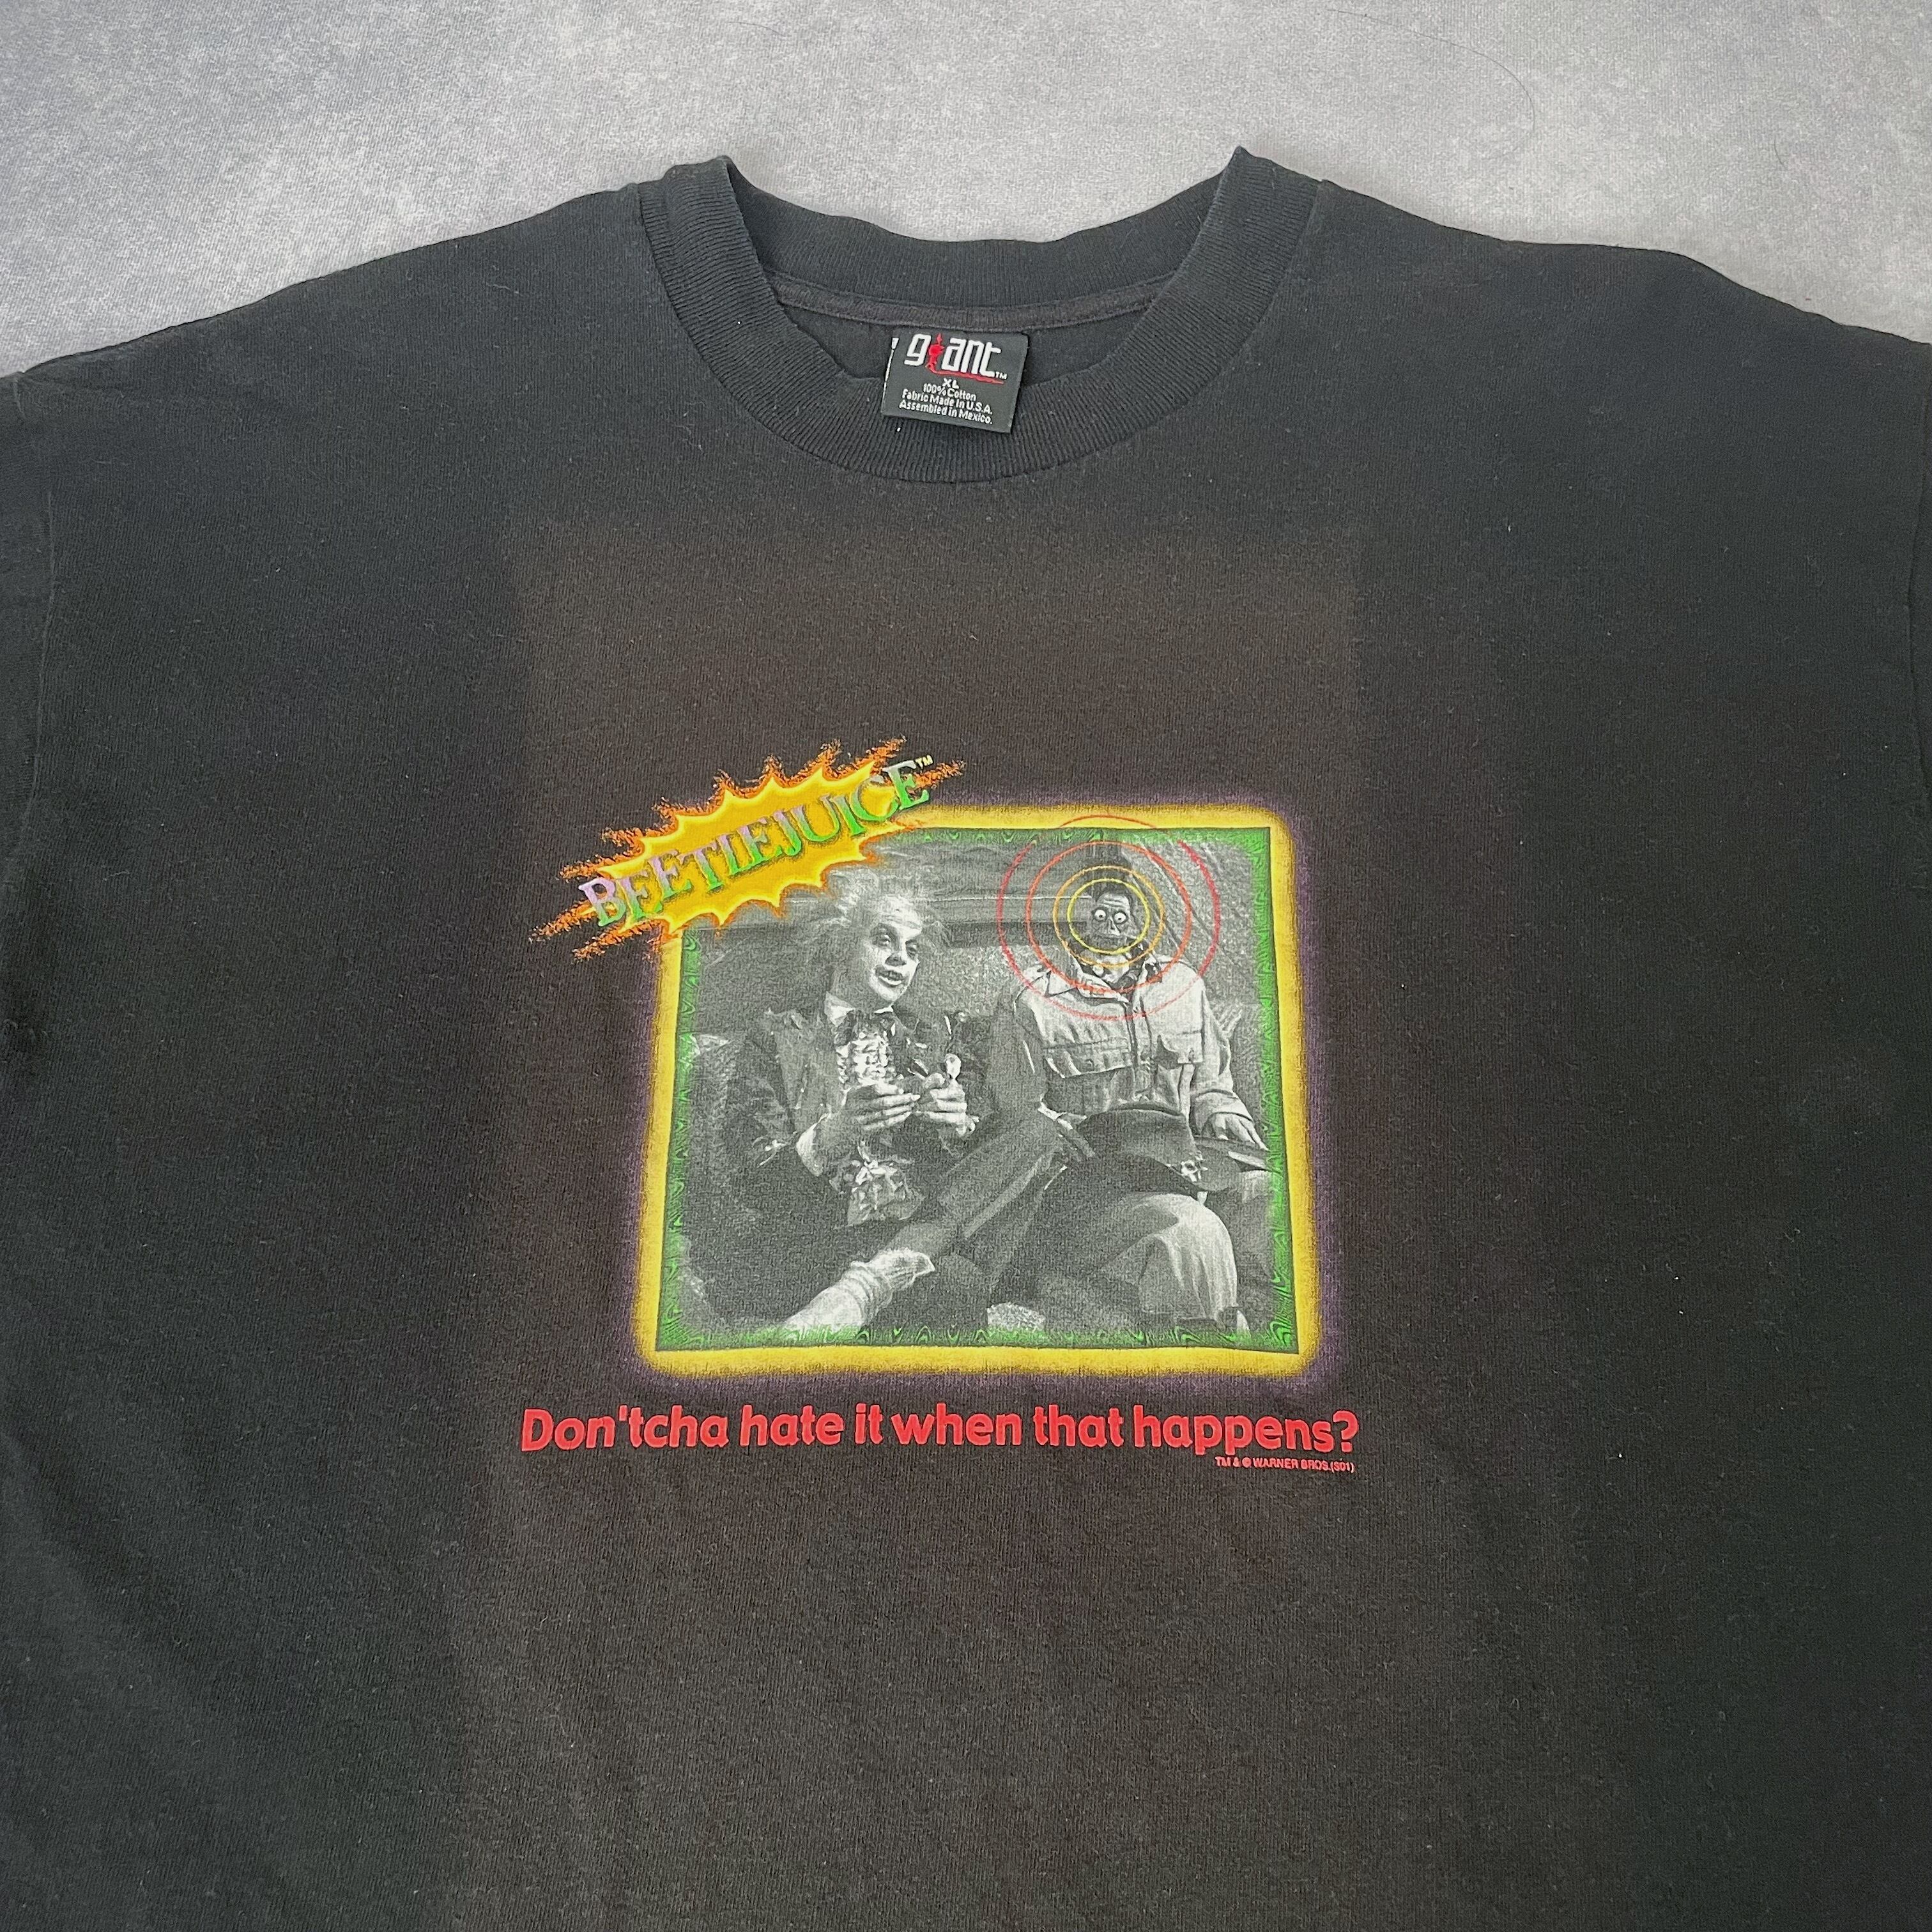 giant™
XL
100% Cotton
Fabric Made in U.S.A.
Assembled in Mexico.
BEETLEJUICE™
Don'tcha hate it when that happens?
TM & © WARNER BROS.(S01)